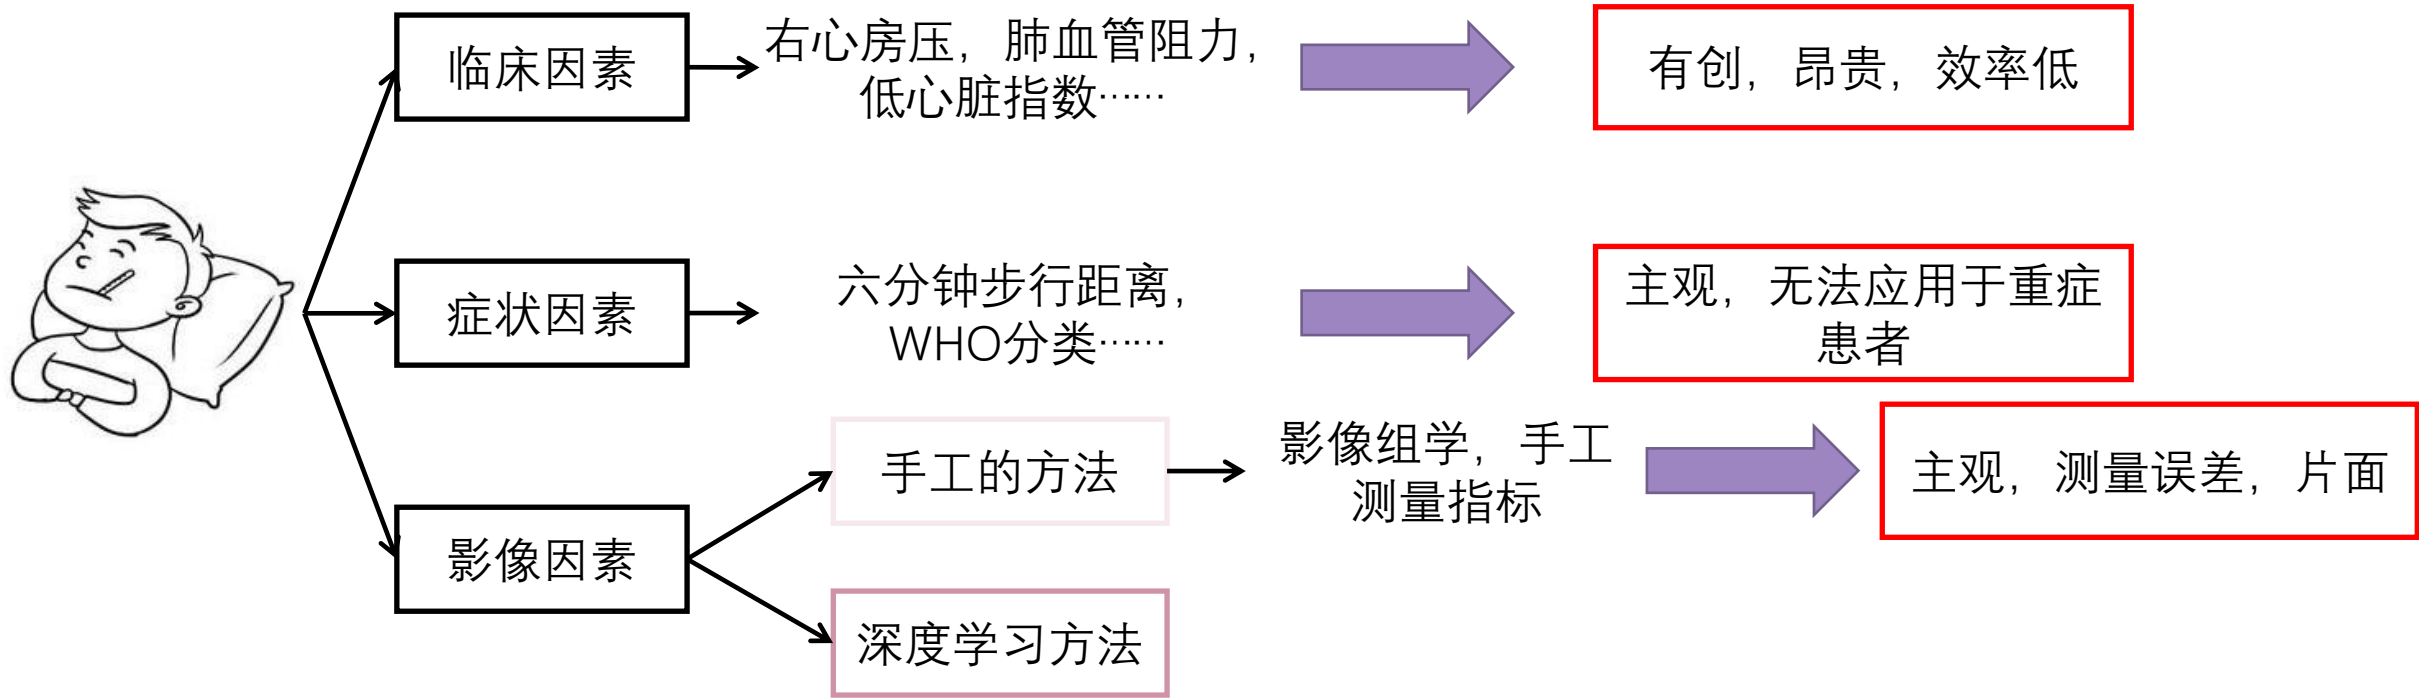 临床因素
右心房压，肺血管阻力，
低心脏指数……
有创，昂贵，效率低
症状因素
六分钟步行距离，
WHO分类……
主观，无法应用于重症
患者
影像因素
手工的方法
影像组学，手工
测量指标
主观，测量误差，片面
深度学习方法